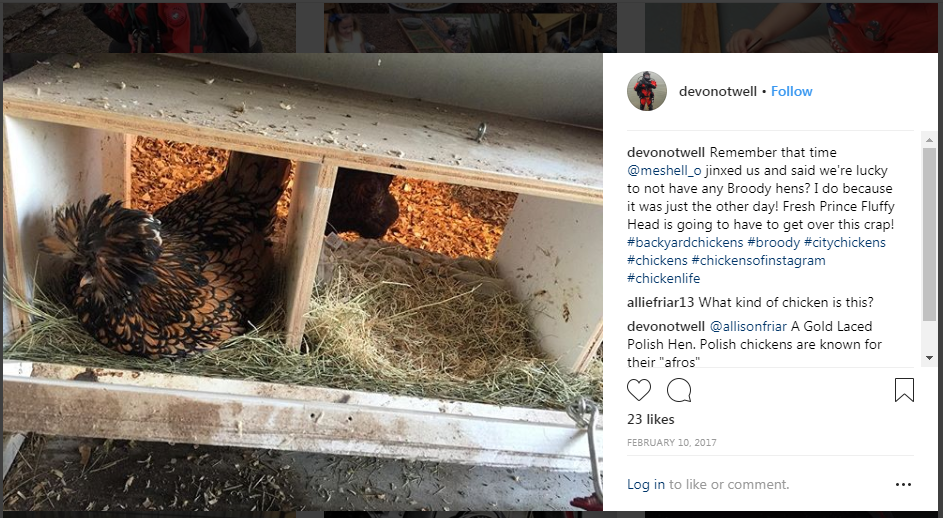 devonotwell • Follow
devonotwell Remember that time
@meshell_o jinxed us and said we're lucky
to not have any Broody hens? I do because
it was just the other day! Fresh Prince Fluffy
Head is going to have to get over this crap!
#backyardchickens #broody #citychickens
#chickens #chickensofinstagram
#chickenlife
alliefriar13 What kind of chicken is this?
devonotwell @allisonfriar A Gold Laced
Polish Hen. Polish chickens are known for
their "afros"
23 likes
FEBRUARY 10, 2017
Log in to like or comment.